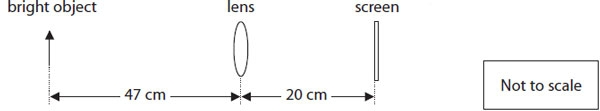 bright object lens screen
47 cm 20 cm
Not to scale